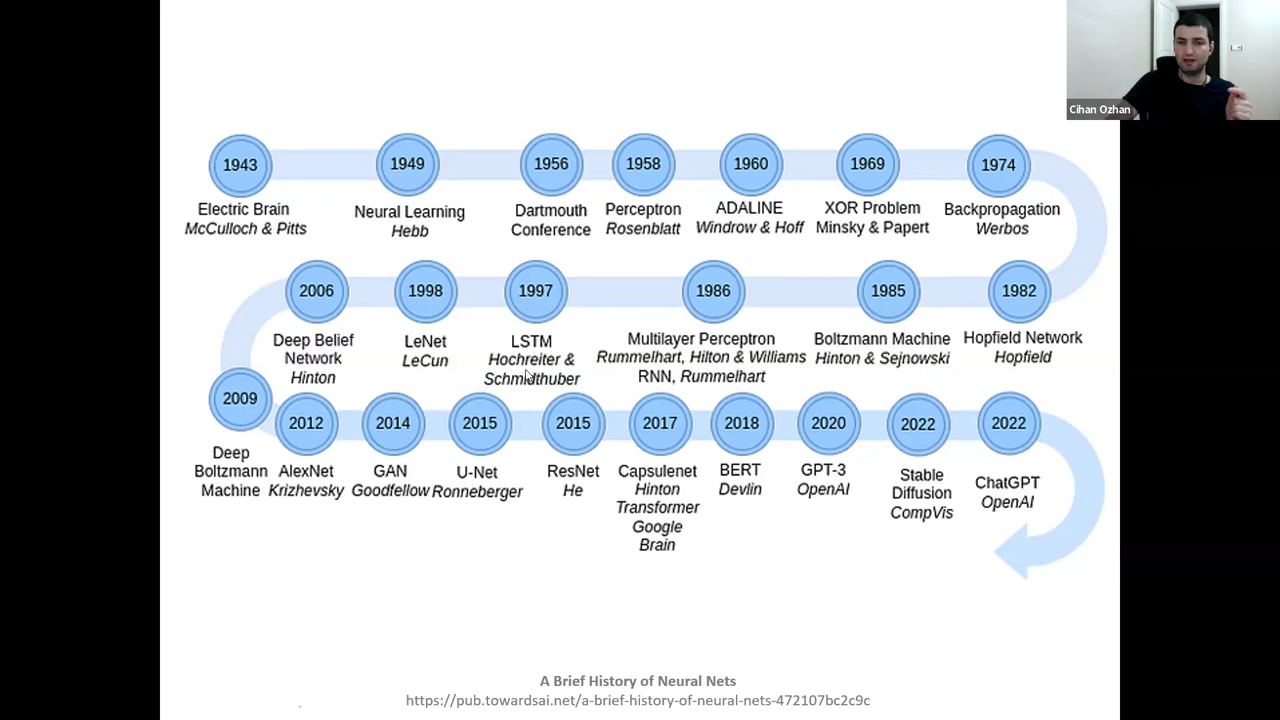 Cihan Ozhan
1943
1949
1956
1958
1960
1969
1974
Electric Brain
McCulloch & Pitts
Neural Learning
Hebb
Dartmouth
Conference
Perceptron
Rosenblatt
ADALINE
Windrow & Hoff
XOR Problem
Minsky & Papert
Backpropagation
Werbos
2006
1998
1997
1986
1985
1982
Deep Belief
Network
Hinton
LeNet
LeCun
LSTM
Hochreiter &
Schmidthuber
Multilayer Perceptron
Rummelhart, Hilton & Williams
RNN, Rummelhart
Boltzmann Machine
Hinton & Sejnowski
Hopfield Network
Hopfield
2009
2012
2014
2015
2015
2017
2018
2020
2022
2022
Deep
Boltzmann
Machine
AlexNet
Krizhevsky
GAN
Goodfellow
U-Net
Ronneberger
ResNet
He
Capsulenet
Hinton
Transformer
Google
Brain
BERT
Devlin
GPT-3
OpenAI
Stable
Diffusion
CompVis
ChatGPT
OpenAI
A Brief History of Neural Nets
https://pub.towardsai.net/a-brief-history-of-neural-nets-472107bc2c9c